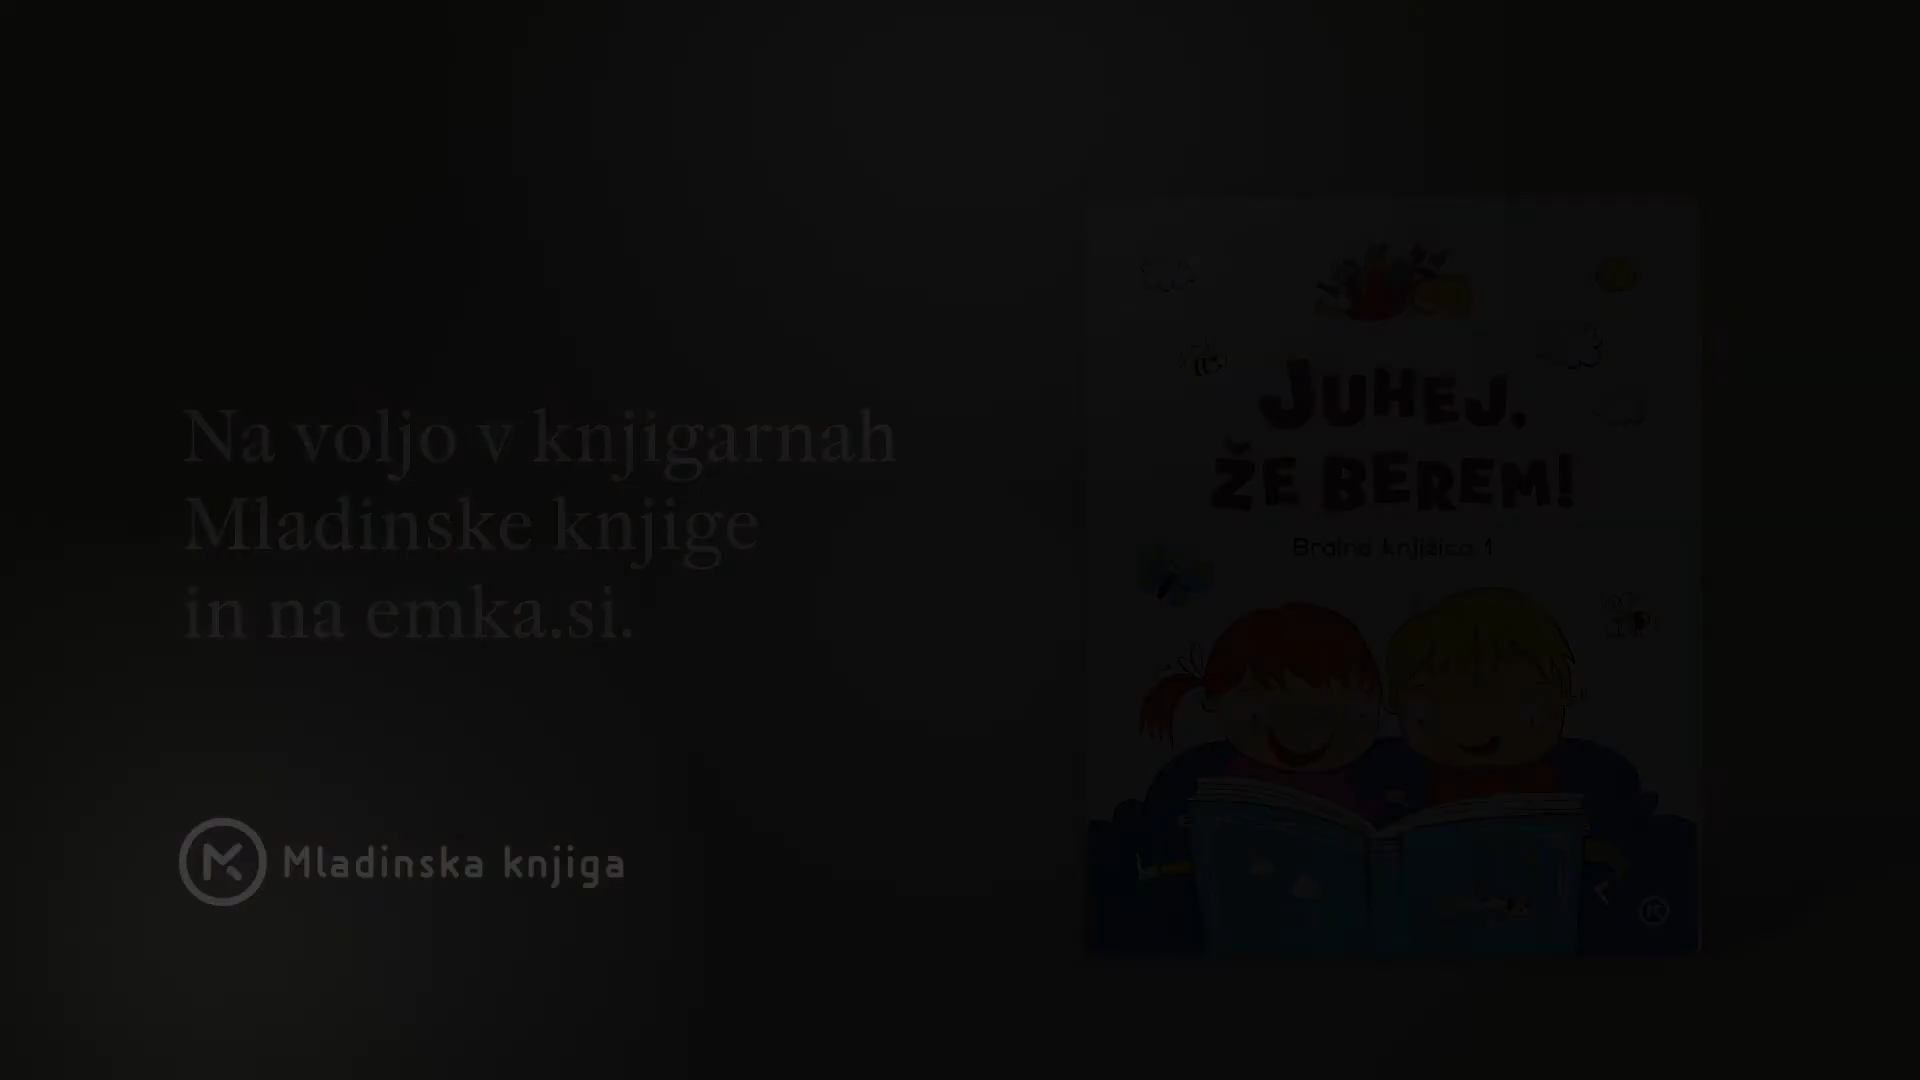 Na voljo v knjigarnah
Mladinske knjige
in na emka.si.
Mladinska knjiga
JUHEJ,
ŽE BEREM!
Bralna knjižica 1